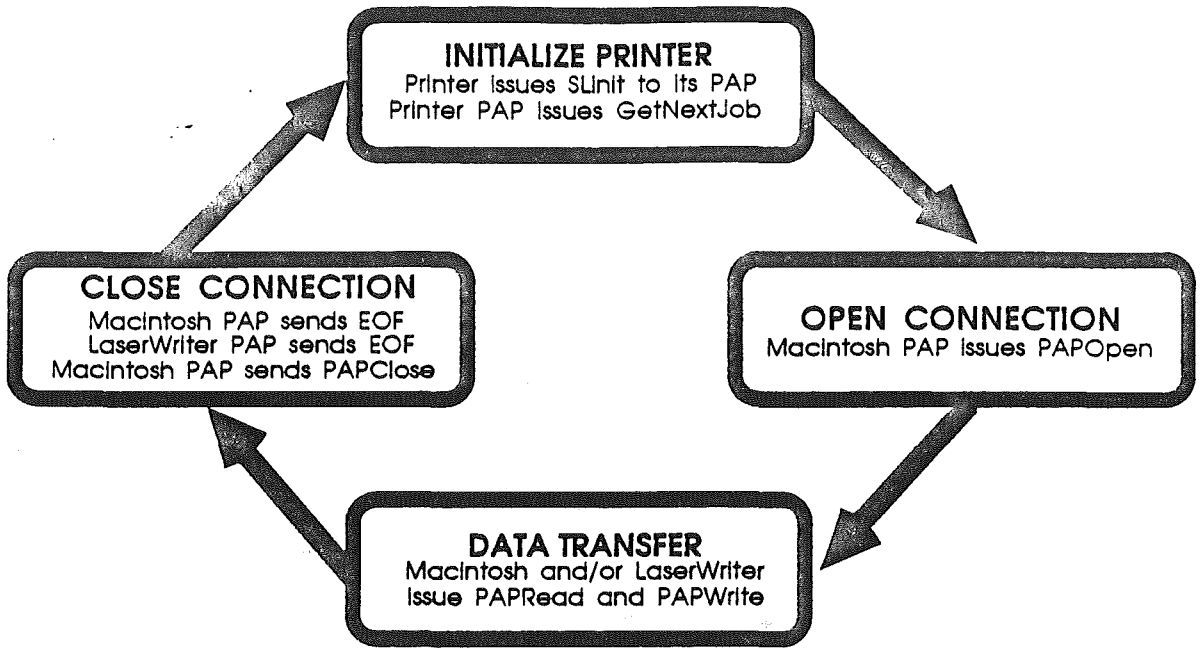 INITIALIZE PRINTER
Printer issues SLInit to its PAP
Printer PAP issues GetNextJob
OPEN CONNECTION
Macintosh PAP issues PAPOpen
DATA TRANSFER
Macintosh and/or LaserWriter
issue PAPRead and PAPWrite
CLOSE CONNECTION
Macintosh PAP sends EOF
LaserWriter PAP sends EOF
Macintosh PAP sends PAPClose